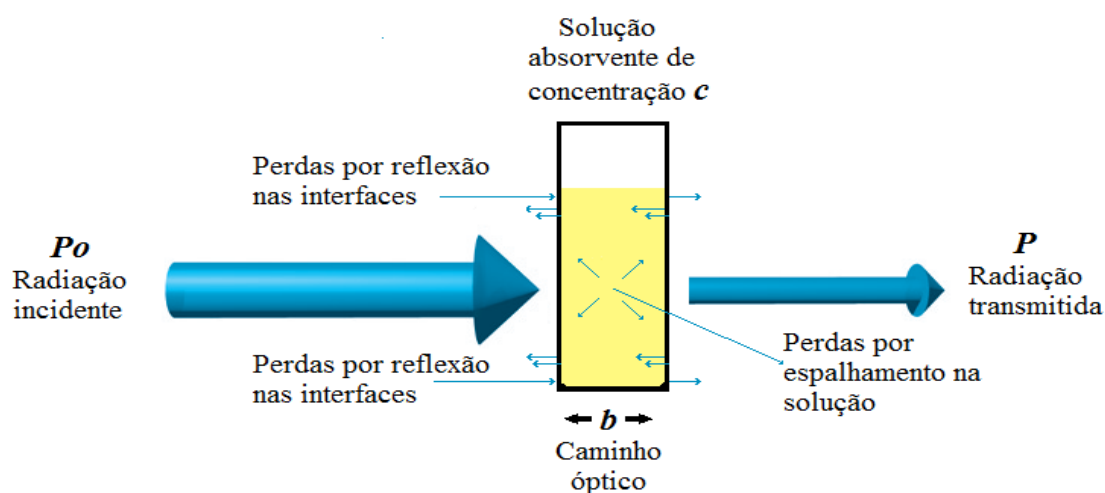 Solução
absorvente de
concentração c
Perdas por reflexão
nas interfaces
Po
Radiação
incidente
P
Radiação
transmitida
Perdas por reflexão
nas interfaces
Perdas por
espalhamento na
solução
b
Caminho
óptico